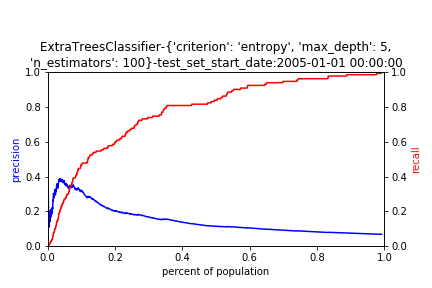 ExtraTreesClassifier-{'criterion': 'entropy', 'max_depth': 5,
'n_estimators': 100}-test_set_start_date:2005-01-01 00:00:00
1.0
0.8
0.6
0.4
0.2
0.0
precision
1.0
0.8
0.6
0.4
0.2
0.0
recall
0.0 0.2 0.4 0.6 0.8 1.0
percent of population